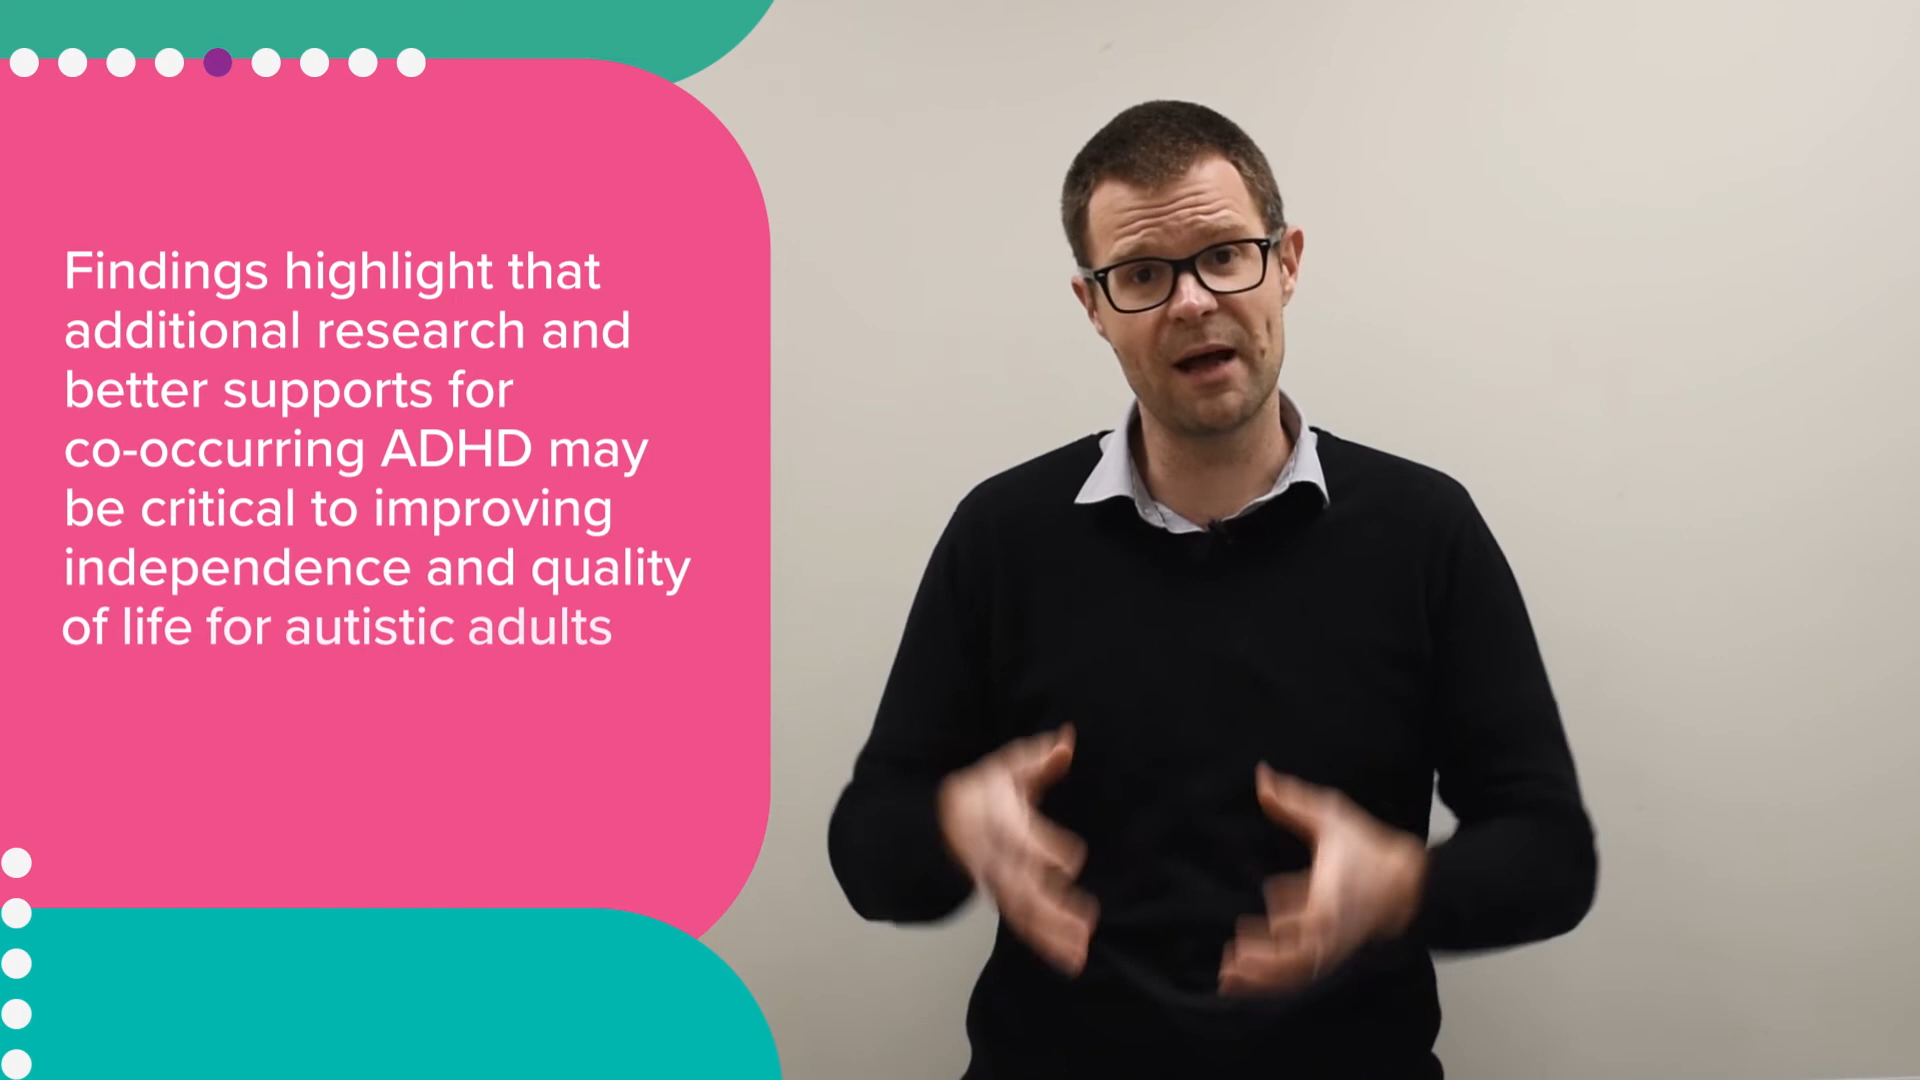 Findings highlight that
additional research and
better supports for
co-occurring ADHD may
be critical to improving
independence and quality
of life for autistic adults